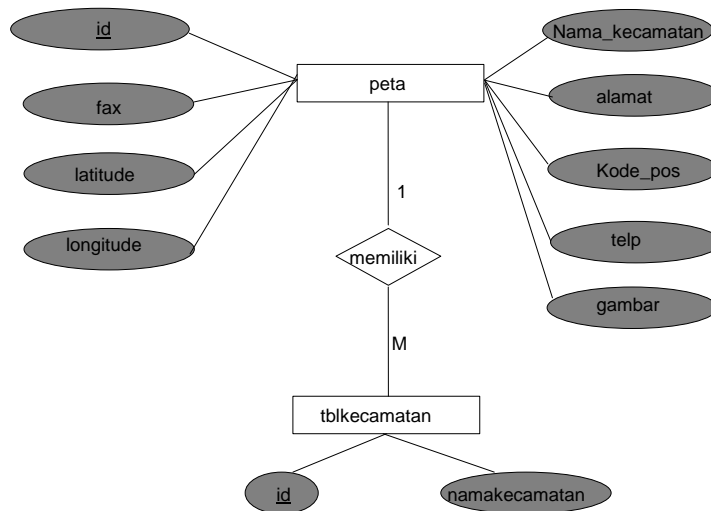 id
Nama_kecamatan
peta
fax
alamat
latitude
Kode_pos
1
longitude
telp
memiliki
gambar
M
tblkecamatan
id
namakecamatan